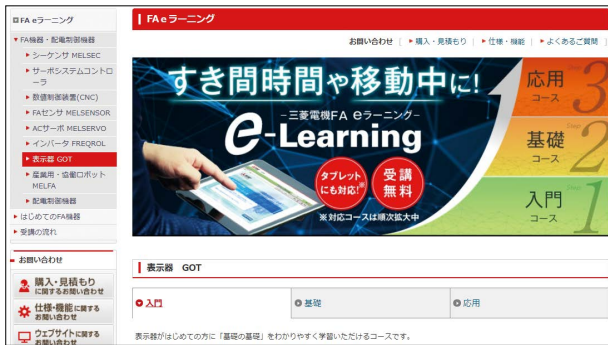 FA eラーニング
FA機器・配電制御機器
シーケンサ MELSEC
サーボシステムコントロ
ーラ
数値制御装置(CNC)
FAセンサ MELSENSOR
ACサーボ MELSERVO
インバータ FREQROL
表示器 GOT
産業用・協働ロボット
MELFA
配電制御機器
はじめてのFA機器
受講の流れ
お問い合わせ
購入・見積もり
に関するお問い合わせ
仕様・機能に関する
お問い合わせ
ウェブサイトに関する
お問い合わせ
FA eラーニング
お問い合わせ | 購入・見積もり | 仕様・機能 | よくあるご質問 |
すき間時間や移動中に!
-三菱電機FA eラーニング-
e-Learning
タブレット
にも対応!※
受講
無料
※対応コースは順次拡大中
応用
コース
3
基礎
コース
2
入門
コース
1
表示器 GOT
入門
基礎
応用
表示器がはじめての方に「基礎の基礎」をわかりやすく学習いただけるコースです。